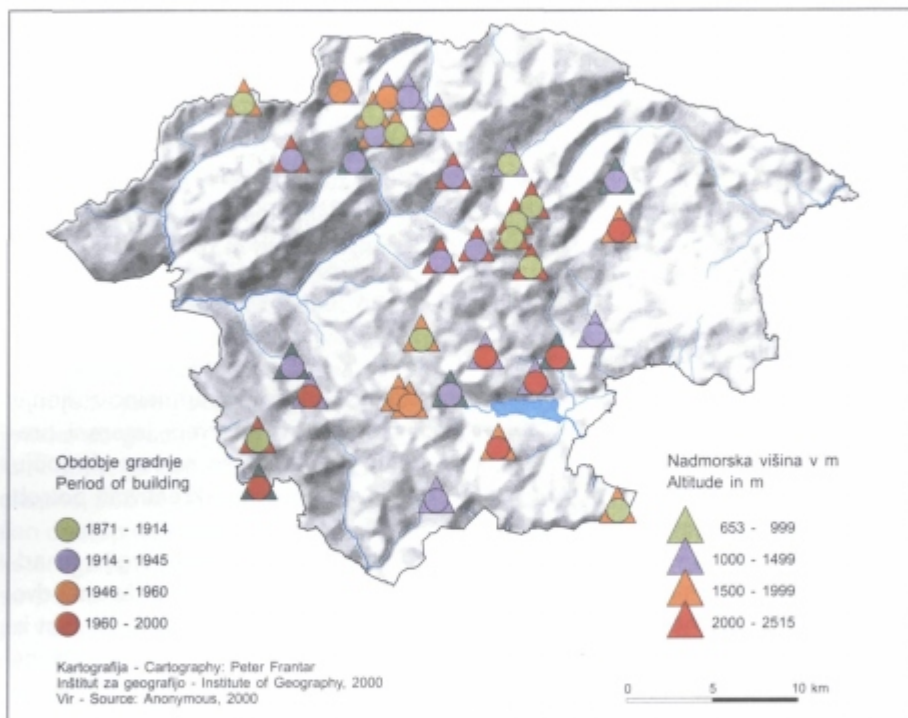 Obdobje gradnje
Period of building
1871 - 1914
1914 - 1945
1946 - 1960
1960 - 2000
Nadmorska višina v m
Altitude in m
653 - 999
1000 - 1499
1500 - 1999
2000 - 2515
Kartografija - Cartography: Peter Frantar
Inštitut za geografijo - Institute of Geography, 2000
Vir - Source: Anonymous, 2000
0 5 10 km